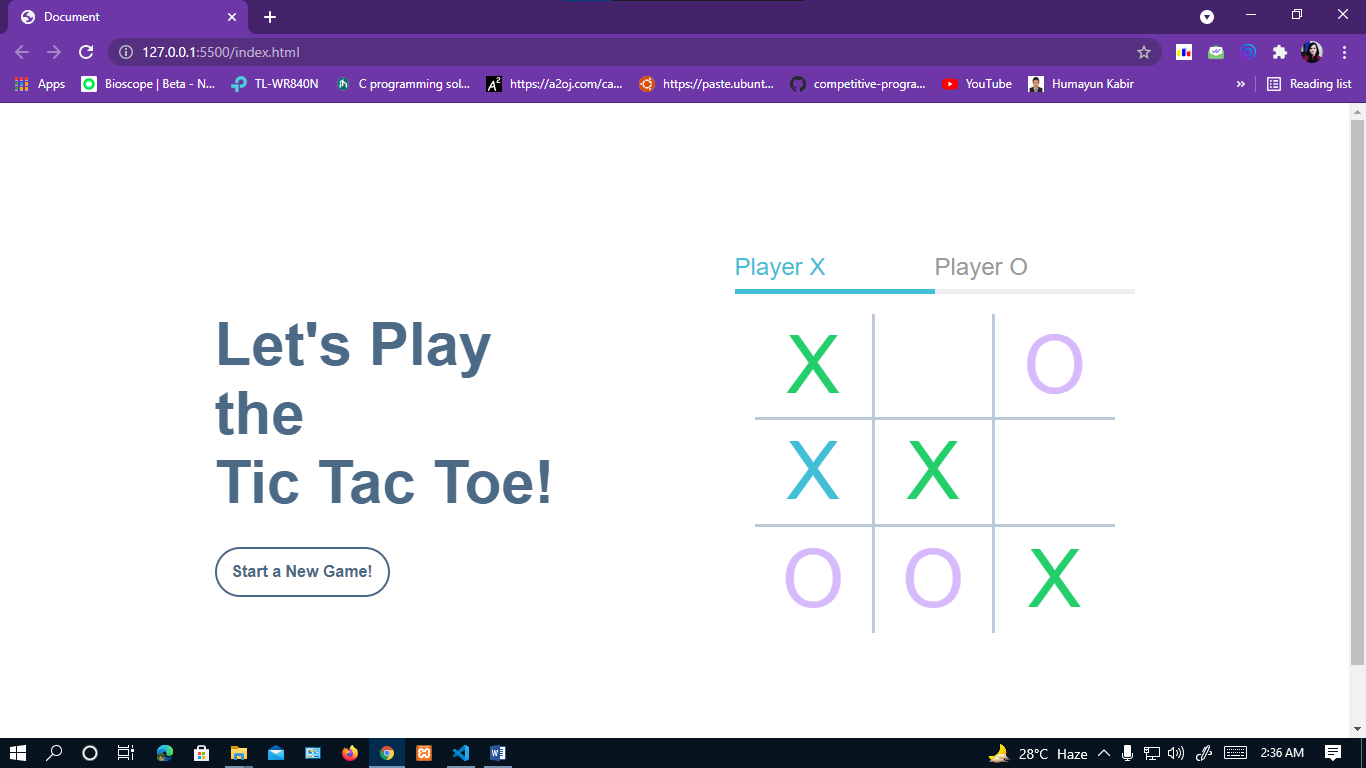 Document
127.0.0.1:5500/index.html
Apps
Bioscope | Beta - N...
TL-WR840N
C programming sol...
https://a2oj.com/ca...
https://paste.ubunt...
competitive-progra...
YouTube
Humayun Kabir
»
Reading list
Player X
Player O
Let's Play
the
Tic Tac Toe!
Start a New Game!
X O
X X
O O X
28°C Haze
2:36 AM